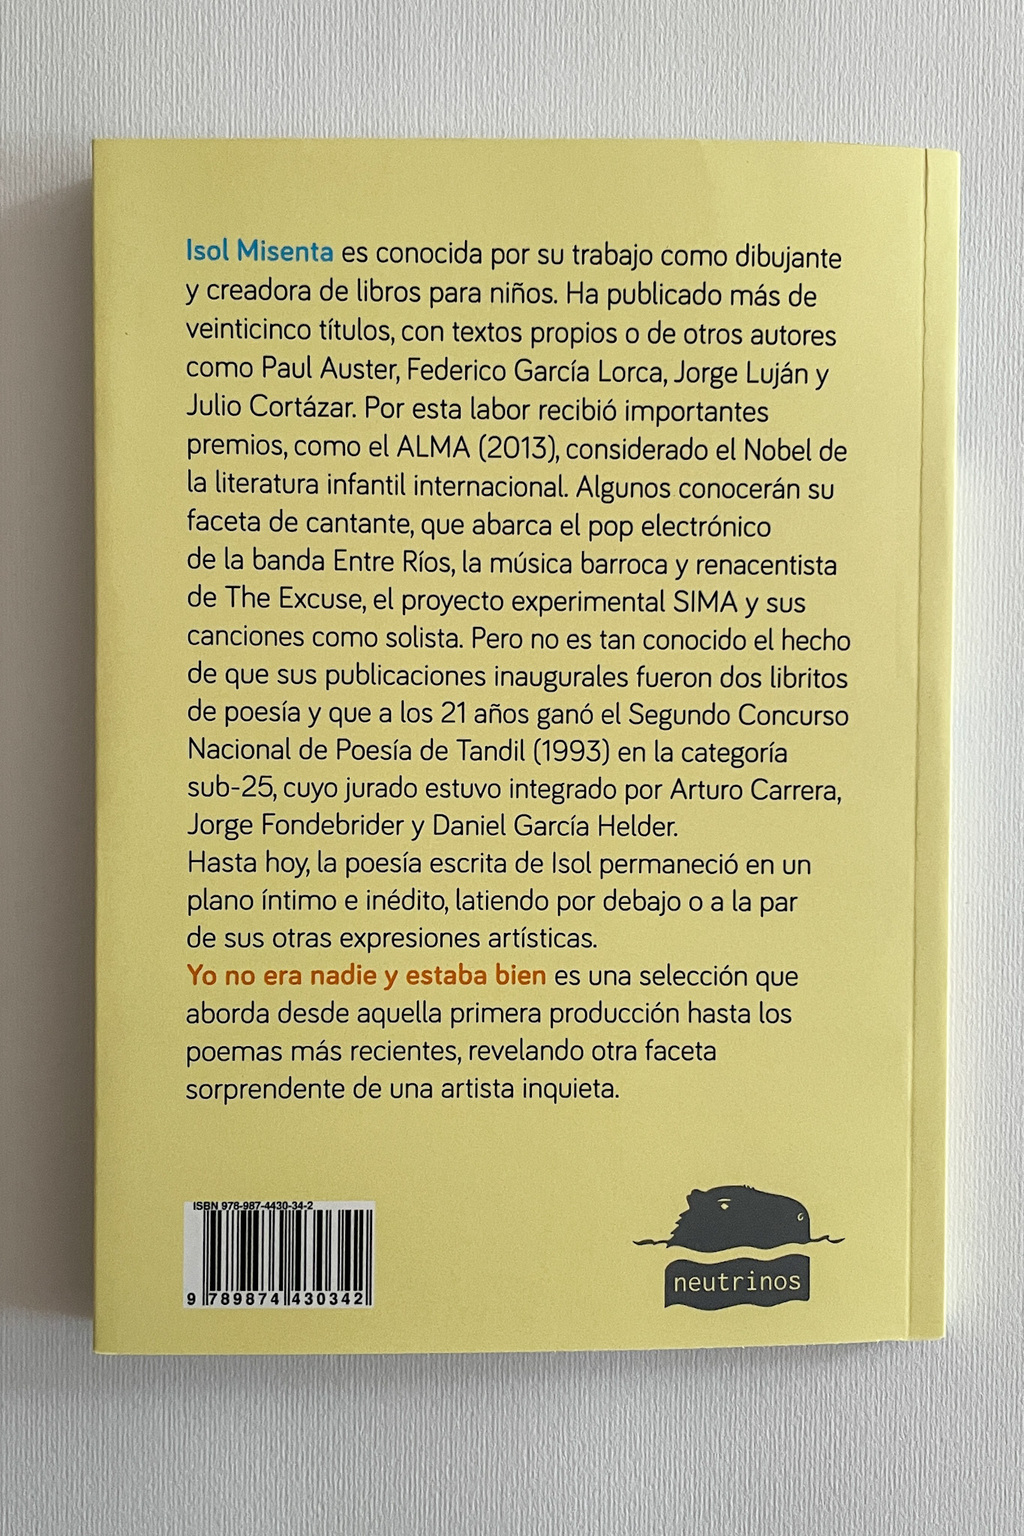 Isol Misenta es conocida por su trabajo como dibujante
y creadora de libros para niños. Ha publicado más de
veinticinco títulos, con textos propios o de otros autores
como Paul Auster, Federico García Lorca, Jorge Luján y
Julio Cortázar. Por esta labor recibió importantes
premios, como el ALMA (2013), considerado el Nobel de
la literatura infantil internacional. Algunos conocerán su
faceta de cantante, que abarca el pop electrónico
de la banda Entre Ríos, la música barroca y renacentista
de The Excuse, el proyecto experimental SIMA y sus
canciones como solista. Pero no es tan conocido el hecho
de que sus publicaciones inaugurales fueron dos libritos
de poesía y que a los 21 años ganó el Segundo Concurso
Nacional de Poesía de Tandil (1993) en la categoría
sub-25, cuyo jurado estuvo integrado por Arturo Carrera,
Jorge Fondebrider y Daniel García Helder.
Hasta hoy, la poesía escrita de Isol permaneció en un
plano íntimo e inédito, latiendo por debajo o a la par
de sus otras expresiones artísticas.
Yo no era nadie y estaba bien es una selección que
aborda desde aquella primera producción hasta los
poemas más recientes, revelando otra faceta
sorprendente de una artista inquieta.
ISBN 978-987-4430-34-2
9 789874 430342
neutrinos